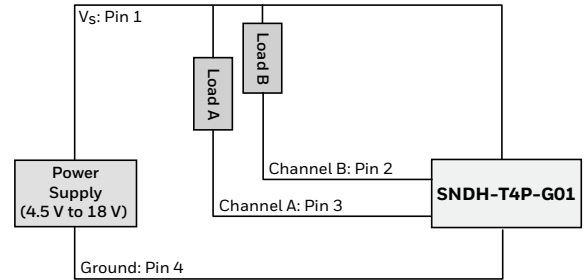 VS: Pin 1
Load A
Load B
Channel B: Pin 2
Channel A: Pin 3
Power
Supply
(4.5 V to 18 V)
SNDH-T4P-G01
Ground: Pin 4